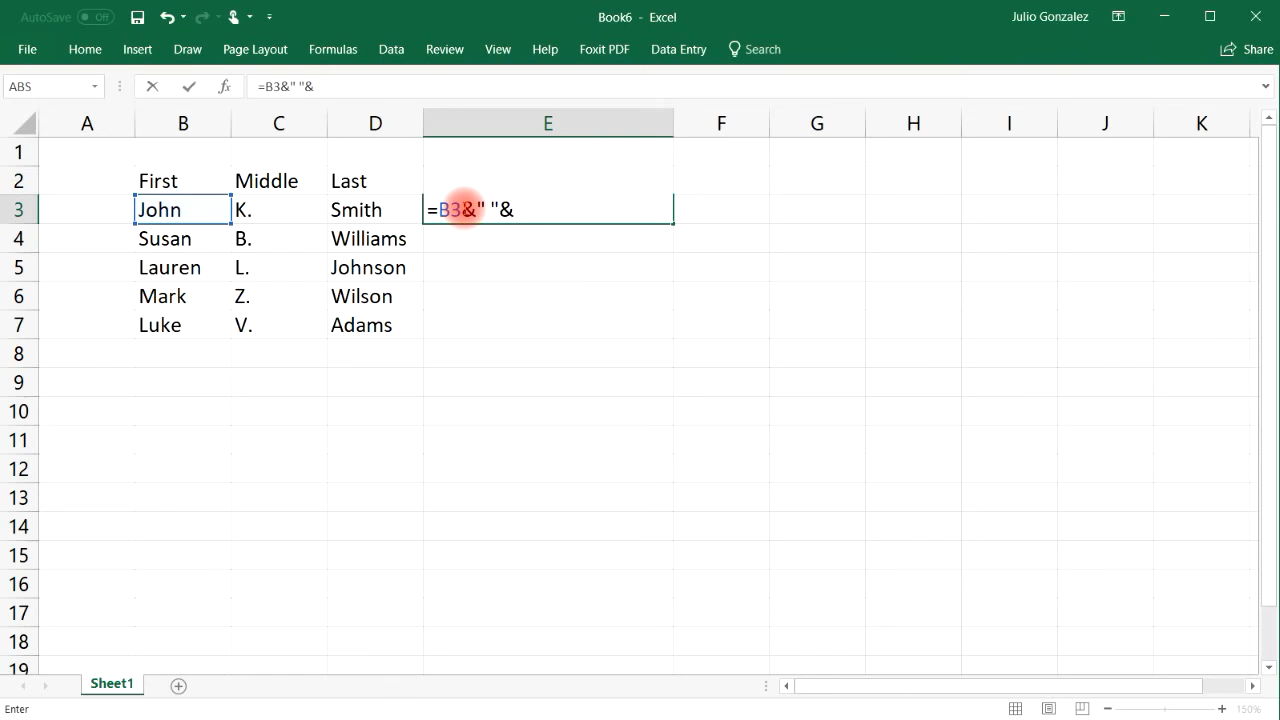 AutoSave Off
Book6 - Excel
Julio Gonzalez
File Home Insert Draw Page Layout Formulas Data Review View Help Foxit PDF Data Entry Search Share
ABS fx =B3&" "&
A B C D E F G H I J K
1
2 First Middle Last
3 John K. Smith =B3&" "&
4 Susan B. Williams
5 Lauren L. Johnson
6 Mark Z. Wilson
7 Luke V. Adams
8
9
10
11
12
13
14
15
16
17
18
19
Sheet1
Enter 150%